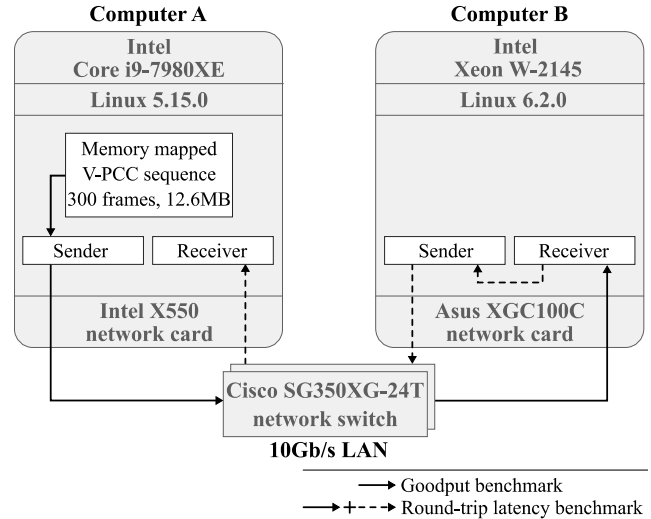 Computer A
Computer B
Intel
Core i9-7980XE
Linux 5.15.0
Memory mapped
V-PCC sequence
300 frames, 12.6MB
Sender
Receiver
Intel X550
network card
Intel
Xeon W-2145
Linux 6.2.0
Sender
Receiver
Asus XGC100C
network card
Cisco SG350XG-24T
network switch
10Gb/s LAN
Goodput benchmark
+ Round-trip latency benchmark